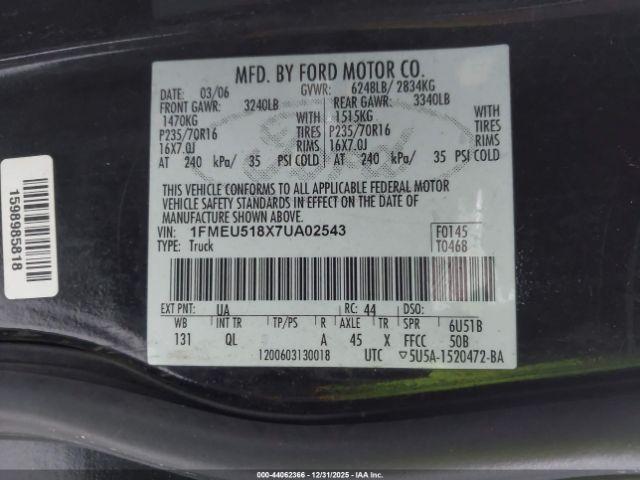 MFD. BY FORD MOTOR CO.
DATE: 03/06 GVWR: 6248LB/ 2834KG
FRONT GAWR: 3240LB REAR GAWR: 3340LB
1470KG WITH 1515KG WITH
P235/70R16 TIRES P235/70R16 TIRES
16X7.0J RIMS 16X7.0J RIMS
AT 240 kPa/ 35 PSI COLD AT 240 kPa/ 35 PSI COLD
THIS VEHICLE CONFORMS TO ALL APPLICABLE FEDERAL MOTOR
VEHICLE SAFETY STANDARDS IN EFFECT ON THE DATE OF
MANUFACTURE SHOWN ABOVE.
VIN: 1FMEU518X7UA02543 F0145
TYPE: Truck T0468
EXT PNT: UA RC: 44 DSO:
WB INT TR TP/PS R AXLE TR SPR 6U51B
131 QL A 45 X FFCC 50B
1200603130018 UTC ▽5U5A-1520472-BA
1598985818
000-44062366 - 12/31/2025 - COPYRIGHT IAA, LLC